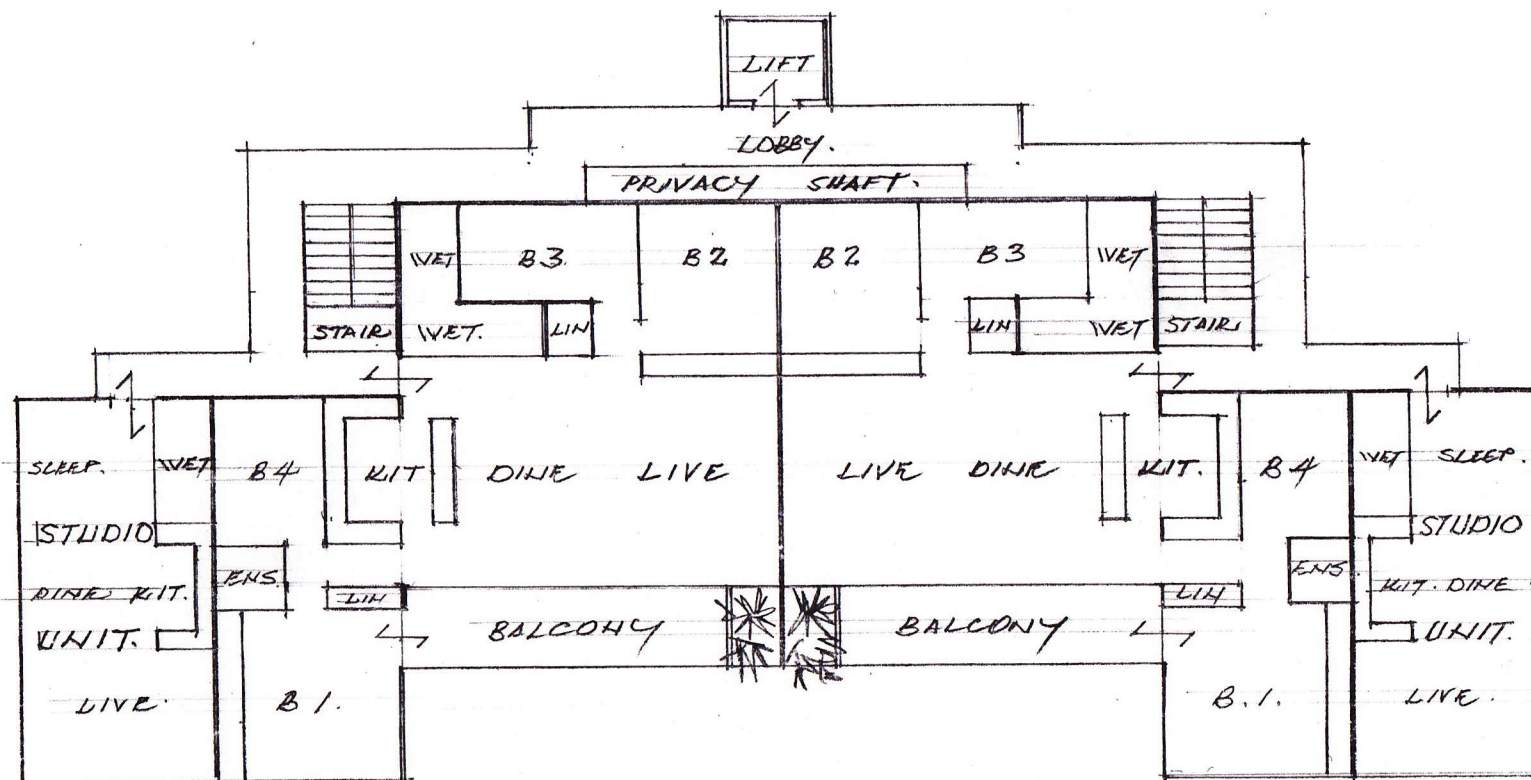 LIFT
LOBBY.
PRIVACY SHAFT.
WET B3 B2 B2 B3 WET
STAIR WET. LIN LIN WET STAIR
SLEEP. WET B4 KIT DINE LIVE LIVE DINE KIT. B4 WET SLEEP.
STUDIO STUDIO
DINE KIT. ENS. LIN LIN ENS. KIT. DINE
UNIT. BALCONY BALCONY UNIT.
LIVE. B1. B.1. LIVE.